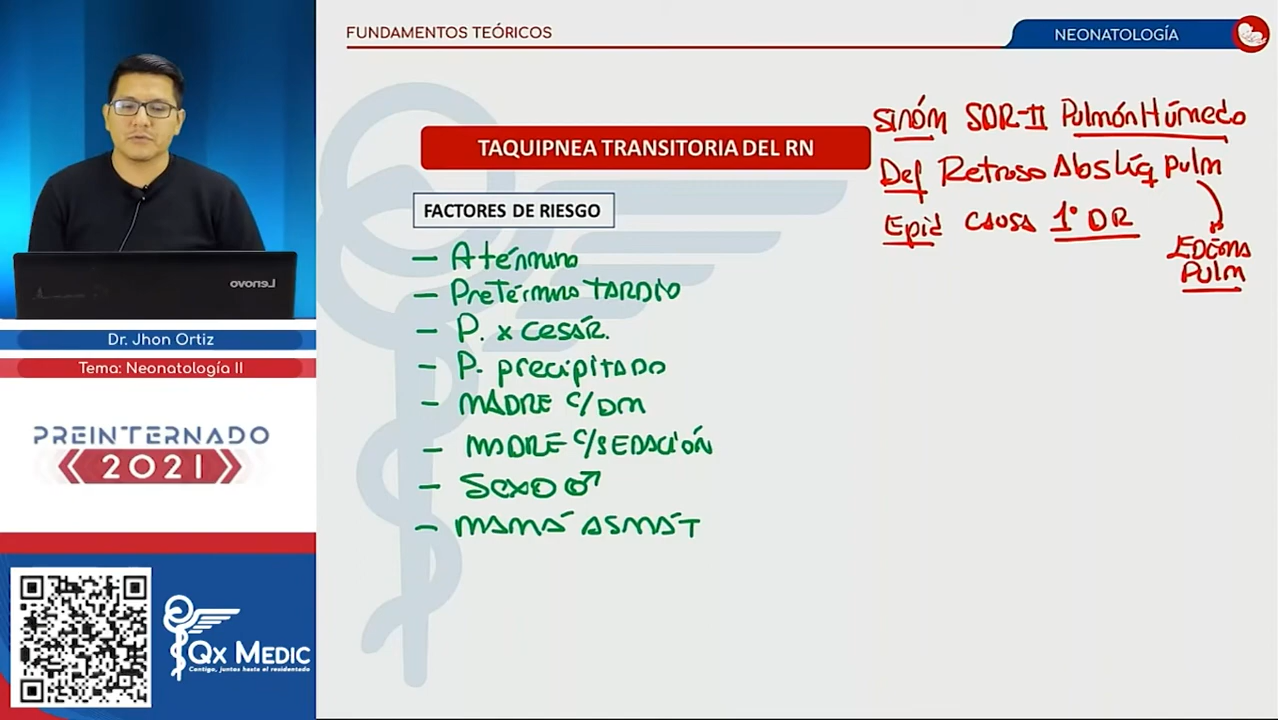 FUNDAMENTOS TEÓRICOS
NEONATOLOGÍA
TAQUIPNEA TRANSITORIA DEL RN
FACTORES DE RIESGO
- A término
- Pretérmino TARDÍO
- P. x cesár.
- P. precipitado
- MADRE C/DM
- MADRE C/SEDACIÓN
- Sexo ♂
- MAMÁ ASMÁT
Sinóm SDR-II Pulmón Húmedo
Def Retraso Abs Líq Pulm
Epid causa 1° DR
EDEMA
Pulm
lenovo
Dr. Jhon Ortiz
Tema: Neonatología II
PREINTERNADO
2021
Qx MEDIC
Contigo, juntos hasta el residentado